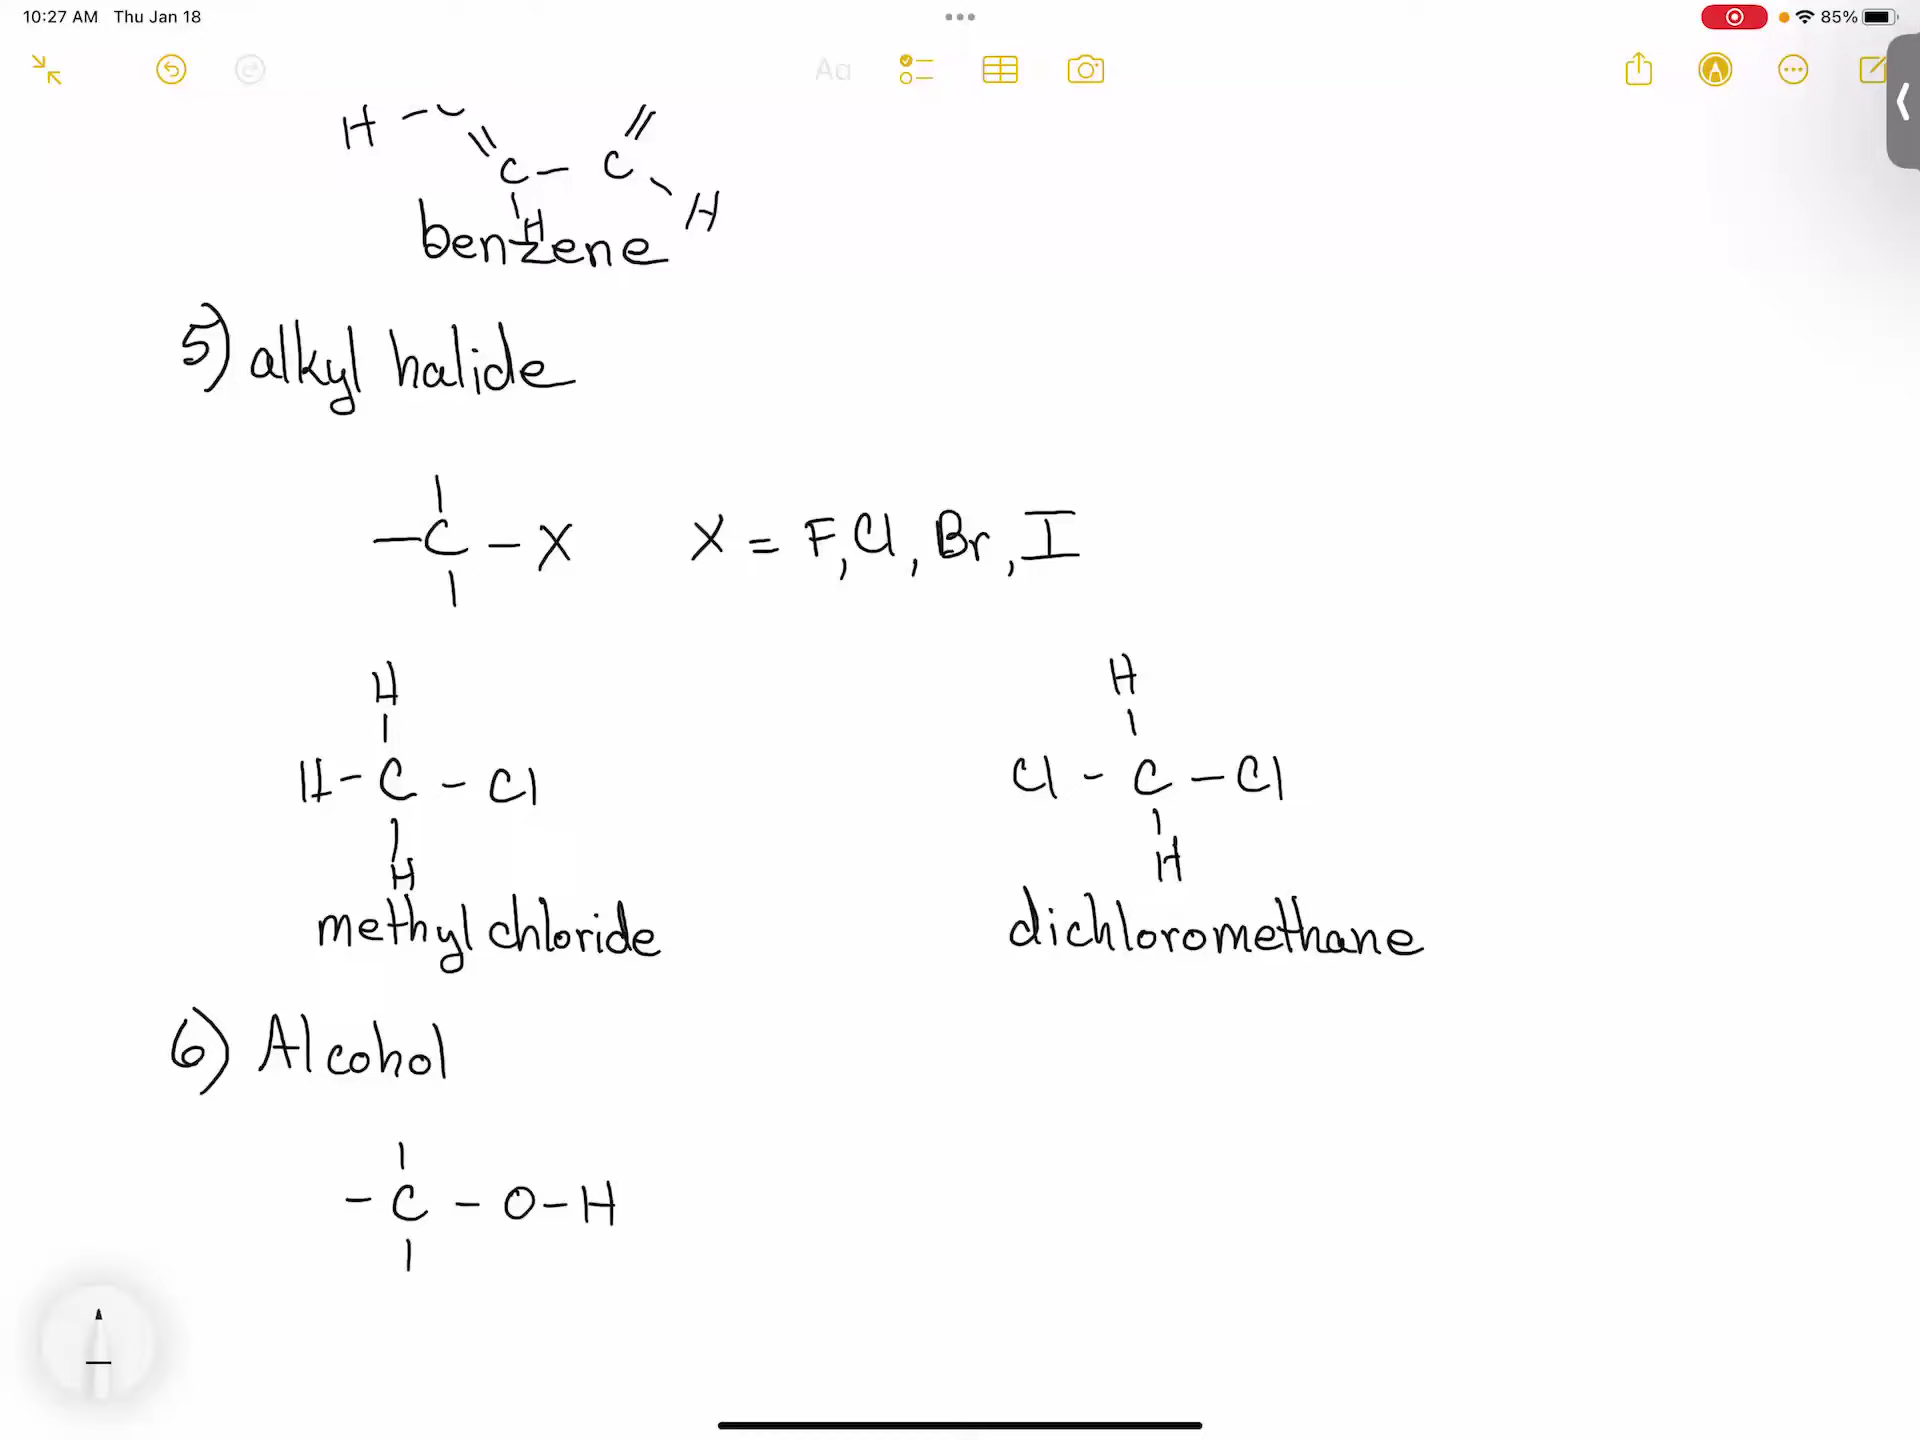 10:27 AM Thu Jan 18 85%
Aa
H
C - C
H H
benzene
5) alkyl halide
-C-X X = F, Cl, Br, I
H H
H-C-Cl Cl-C-Cl
H H
methyl chloride dichloromethane
6) Alcohol
-C-O-H